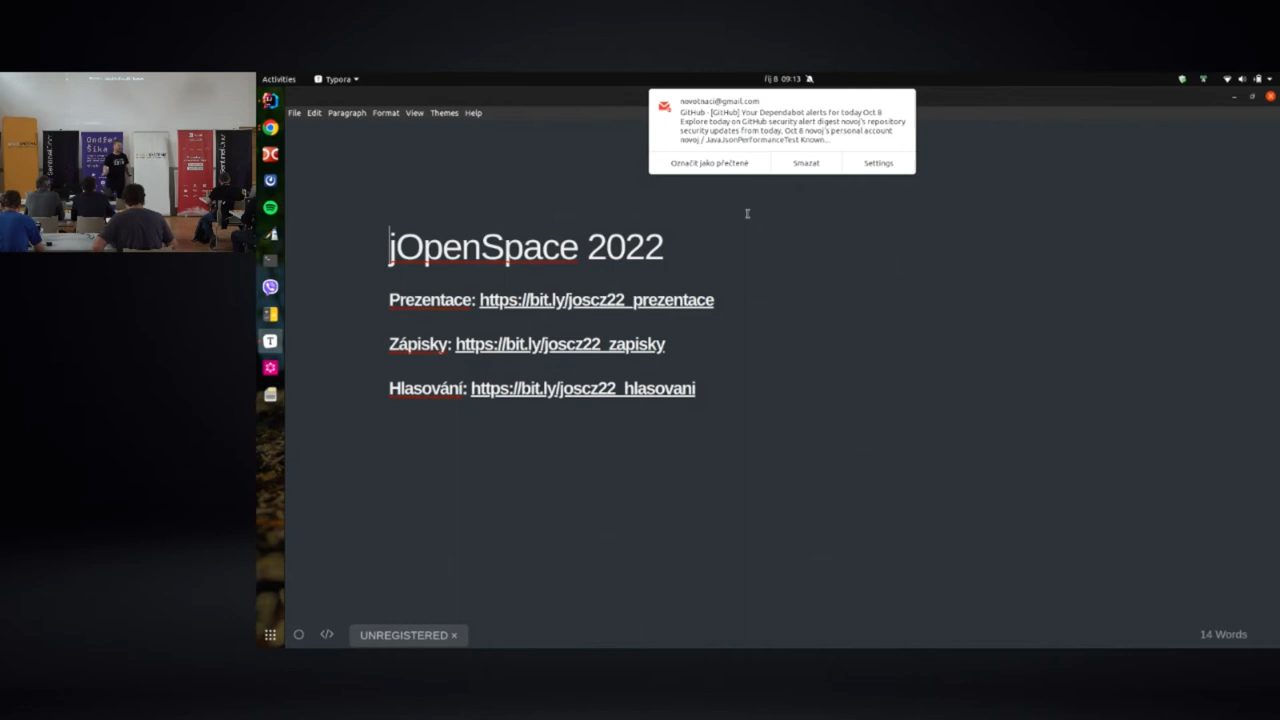 Activities
Typora
říj 8 09:13
File Edit Paragraph Format View Themes Help
novotnaci@gmail.com
GitHub - [GitHub] Your Dependabot alerts for today Oct 8
Explore today on GitHub security alert digest novoj's repository
security updates from today. Oct 8 novoj's personal account
novoj / JavaJsonPerformanceTest Known...
Označit jako přečtené Smazat Settings
Ondřej
Šika
jOpenSpace 2022
Prezentace: https://bit.ly/joscz22_prezentace
Zápisky: https://bit.ly/joscz22_zapisky
Hlasování: https://bit.ly/joscz22_hlasovani
UNREGISTERED ×
14 Words